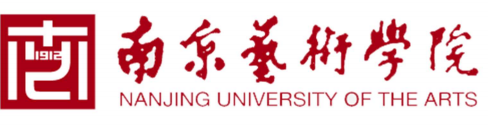 1912
南京藝術學院
NANJING UNIVERSITY OF THE ARTS